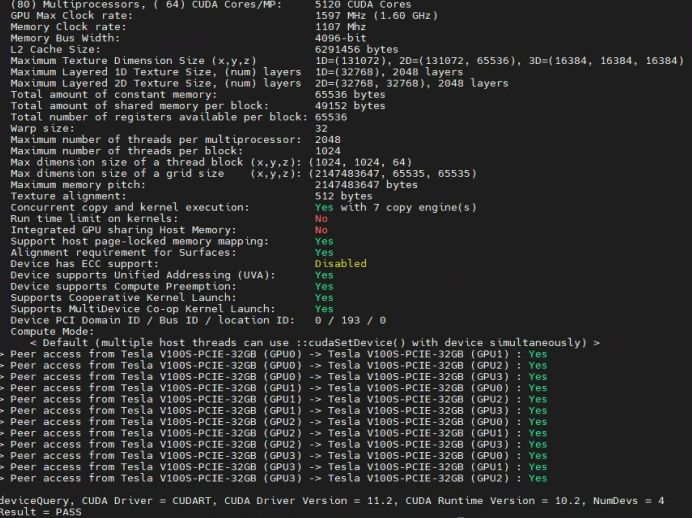 (80) Multiprocessors, ( 64) CUDA Cores/MP: 5120 CUDA Cores
GPU Max Clock rate: 1597 MHz (1.60 GHz)
Memory Clock rate: 1107 Mhz
Memory Bus Width: 4096-bit
L2 Cache Size: 6291456 bytes
Maximum Texture Dimension Size (x,y,z) 1D=(131072), 2D=(131072, 65536), 3D=(16384, 16384, 16384)
Maximum Layered 1D Texture Size, (num) layers 1D=(32768), 2048 layers
Maximum Layered 2D Texture Size, (num) layers 2D=(32768, 32768), 2048 layers
Total amount of constant memory: 65536 bytes
Total amount of shared memory per block: 49152 bytes
Total number of registers available per block: 65536
Warp size: 32
Maximum number of threads per multiprocessor: 2048
Maximum number of threads per block: 1024
Max dimension size of a thread block (x,y,z): (1024, 1024, 64)
Max dimension size of a grid size (x,y,z): (2147483647, 65535, 65535)
Maximum memory pitch: 2147483647 bytes
Texture alignment: 512 bytes
Concurrent copy and kernel execution: Yes with 7 copy engine(s)
Run time limit on kernels: No
Integrated GPU sharing Host Memory: No
Support host page-locked memory mapping: Yes
Alignment requirement for Surfaces: Yes
Device has ECC support: Disabled
Device supports Unified Addressing (UVA): Yes
Device supports Compute Preemption: Yes
Supports Cooperative Kernel Launch: Yes
Supports MultiDevice Co-op Kernel Launch: Yes
Device PCI Domain ID / Bus ID / location ID: 0 / 193 / 0
Compute Mode:
< Default (multiple host threads can use ::cudaSetDevice() with device simultaneously) >
> Peer access from Tesla V100S-PCIE-32GB (GPU0) -> Tesla V100S-PCIE-32GB (GPU1) : Yes
> Peer access from Tesla V100S-PCIE-32GB (GPU0) -> Tesla V100S-PCIE-32GB (GPU2) : Yes
> Peer access from Tesla V100S-PCIE-32GB (GPU0) -> Tesla V100S-PCIE-32GB (GPU3) : Yes
> Peer access from Tesla V100S-PCIE-32GB (GPU1) -> Tesla V100S-PCIE-32GB (GPU0) : Yes
> Peer access from Tesla V100S-PCIE-32GB (GPU1) -> Tesla V100S-PCIE-32GB (GPU2) : Yes
> Peer access from Tesla V100S-PCIE-32GB (GPU1) -> Tesla V100S-PCIE-32GB (GPU3) : Yes
> Peer access from Tesla V100S-PCIE-32GB (GPU2) -> Tesla V100S-PCIE-32GB (GPU0) : Yes
> Peer access from Tesla V100S-PCIE-32GB (GPU2) -> Tesla V100S-PCIE-32GB (GPU1) : Yes
> Peer access from Tesla V100S-PCIE-32GB (GPU2) -> Tesla V100S-PCIE-32GB (GPU3) : Yes
> Peer access from Tesla V100S-PCIE-32GB (GPU3) -> Tesla V100S-PCIE-32GB (GPU0) : Yes
> Peer access from Tesla V100S-PCIE-32GB (GPU3) -> Tesla V100S-PCIE-32GB (GPU1) : Yes
> Peer access from Tesla V100S-PCIE-32GB (GPU3) -> Tesla V100S-PCIE-32GB (GPU2) : Yes
deviceQuery, CUDA Driver = CUDART, CUDA Driver Version = 11.2, CUDA Runtime Version = 10.2, NumDevs = 4
Result = PASS